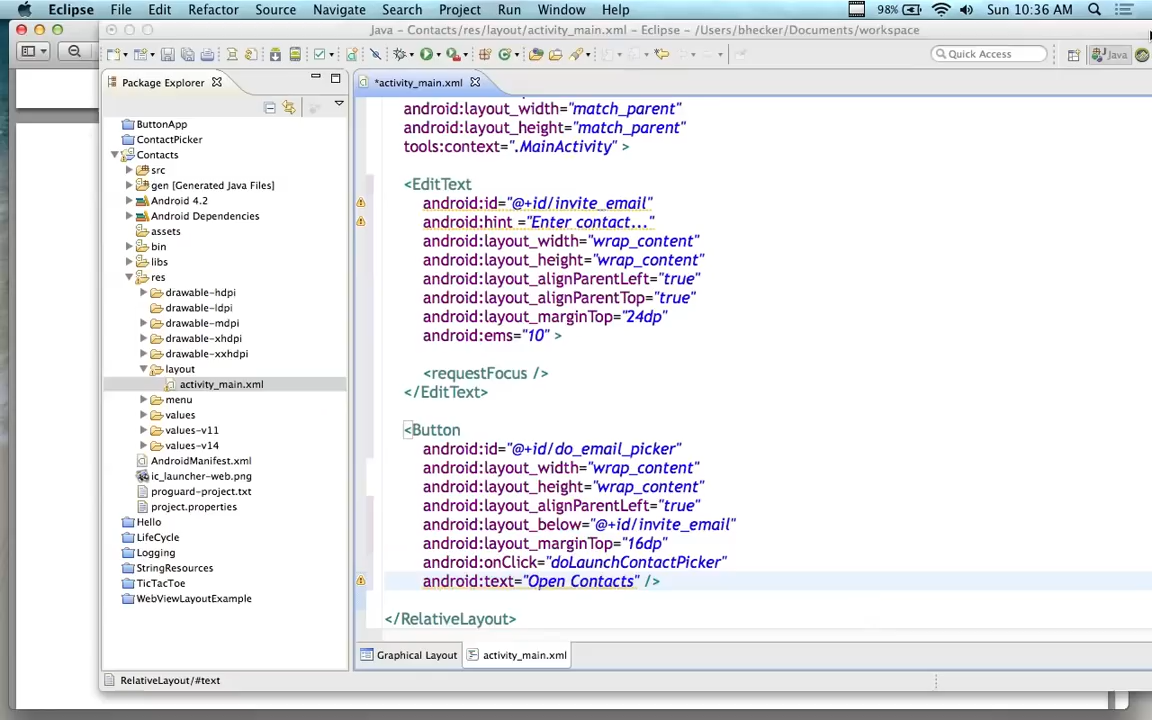 Eclipse File Edit Refactor Source Navigate Search Project Run Window Help 98% Sun 10:36 AM
Java - Contacts/res/layout/activity_main.xml - Eclipse - /Users/bhecker/Documents/workspace
Quick Access
Java
Package Explorer
ButtonApp
ContactPicker
Contacts
src
gen [Generated Java Files]
Android 4.2
Android Dependencies
assets
bin
libs
res
drawable-hdpi
drawable-ldpi
drawable-mdpi
drawable-xhdpi
drawable-xxhdpi
layout
activity_main.xml
menu
values
values-v11
values-v14
AndroidManifest.xml
ic_launcher-web.png
proguard-project.txt
project.properties
Hello
LifeCycle
Logging
StringResources
TicTacToe
WebViewLayoutExample
*activity_main.xml
android:layout_width="match_parent"
android:layout_height="match_parent"
tools:context=".MainActivity" >
<EditText
android:id="@+id/invite_email"
android:hint ="Enter contact..."
android:layout_width="wrap_content"
android:layout_height="wrap_content"
android:layout_alignParentLeft="true"
android:layout_alignParentTop="true"
android:layout_marginTop="24dp"
android:ems="10" >
<requestFocus />
</EditText>
<Button
android:id="@+id/do_email_picker"
android:layout_width="wrap_content"
android:layout_height="wrap_content"
android:layout_alignParentLeft="true"
android:layout_below="@+id/invite_email"
android:layout_marginTop="16dp"
android:onClick="doLaunchContactPicker"
android:text="Open Contacts" />
</RelativeLayout>
Graphical Layout
activity_main.xml
RelativeLayout/#text